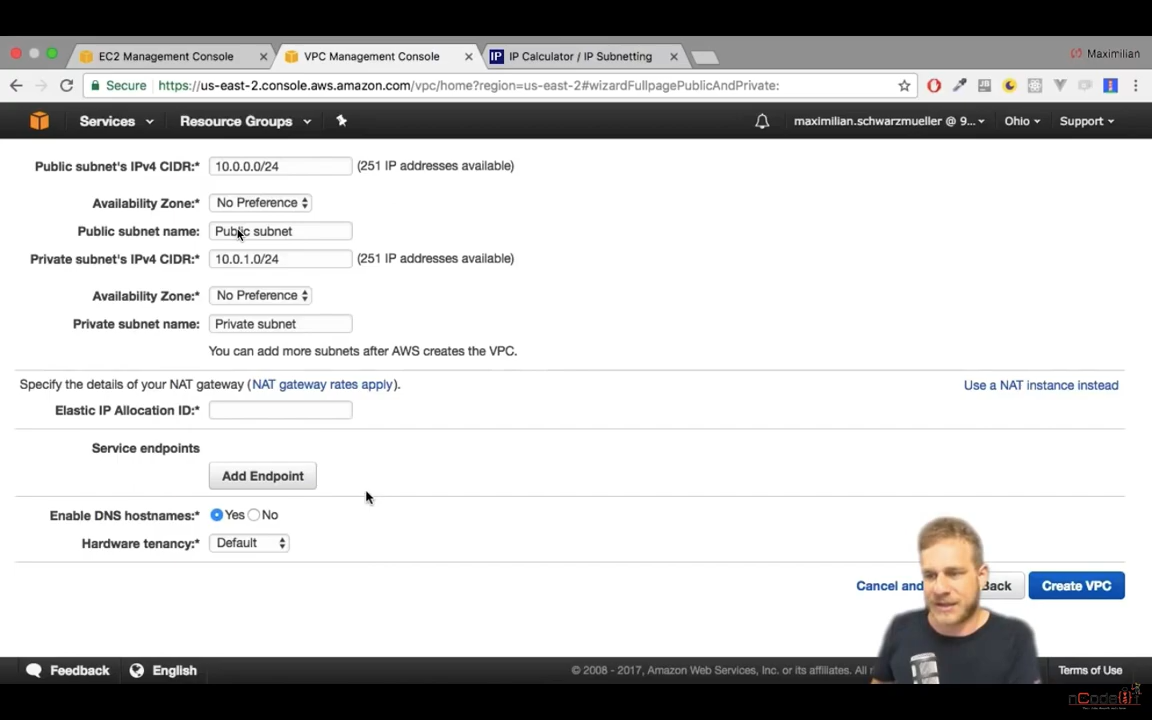 EC2 Management Console
VPC Management Console
IP IP Calculator / IP Subnetting
Maximilian
Secure https://us-east-2.console.aws.amazon.com/vpc/home?region=us-east-2#wizardFullpagePublicAndPrivate:
Services Resource Groups maximilian.schwarzmueller @ 9... Ohio Support
Public subnet's IPv4 CIDR:* 10.0.0.0/24 (251 IP addresses available)
Availability Zone:* No Preference
Public subnet name: Public subnet
Private subnet's IPv4 CIDR:* 10.0.1.0/24 (251 IP addresses available)
Availability Zone:* No Preference
Private subnet name: Private subnet
You can add more subnets after AWS creates the VPC.
Specify the details of your NAT gateway (NAT gateway rates apply). Use a NAT instance instead
Elastic IP Allocation ID:*
Service endpoints
Add Endpoint
Enable DNS hostnames:* Yes No
Hardware tenancy:* Default
Cancel and Back Create VPC
Feedback English © 2008 - 2017, Amazon Web Services, Inc. or its affiliates. All Terms of Use